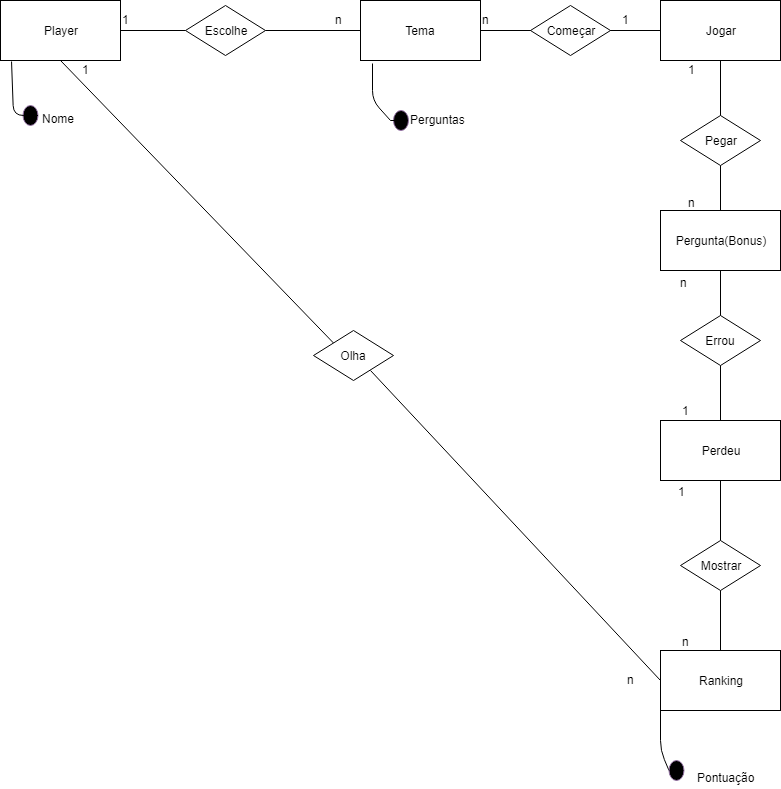 Player
1
Escolhe
n
Tema
n
Começar
1
Jogar
1
1
Nome
Perguntas
Pegar
n
Pergunta(Bonus)
n
Errou
Olha
1
Perdeu
1
Mostrar
n
n
Ranking
Pontuação